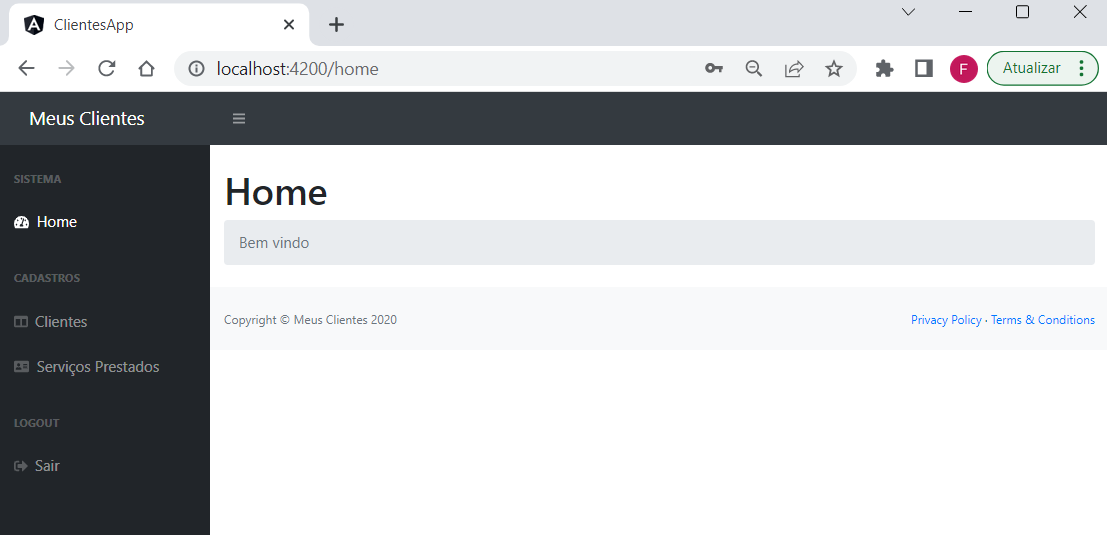 ClientesApp
localhost:4200/home
F
Atualizar
Meus Clientes
SISTEMA
Home
CADASTROS
Clientes
Serviços Prestados
LOGOUT
Sair
Home
Bem vindo
Copyright © Meus Clientes 2020
Privacy Policy · Terms & Conditions